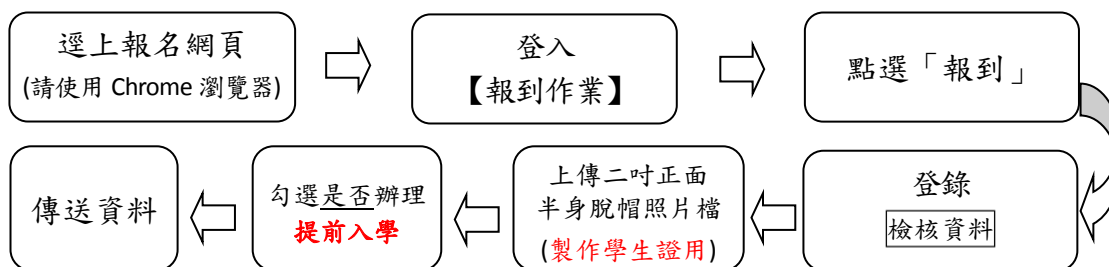 逕上報名網頁
(請使用 Chrome 瀏覽器)
登入
【報到作業】
點選「報到」
登錄
檢核資料
上傳二吋正面
半身脫帽照片檔
(製作學生證用)
勾選是否辦理
提前入學
傳送資料